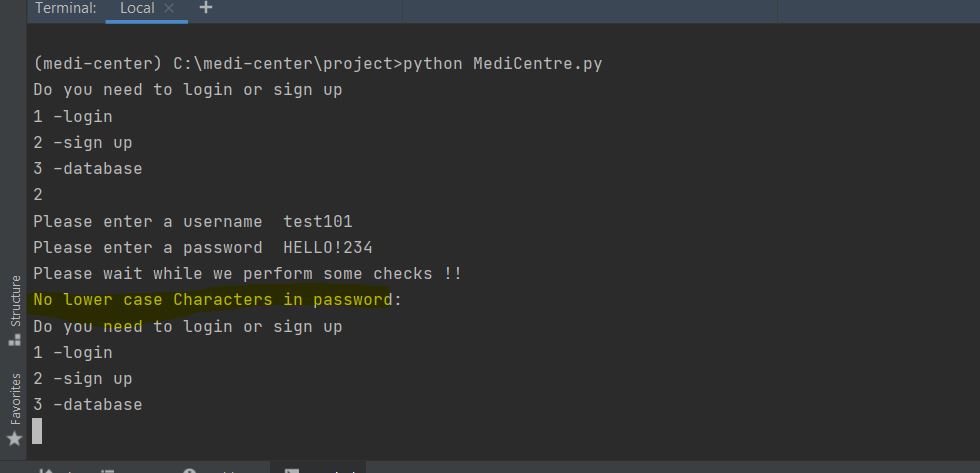 Terminal: Local × +
(medi-center) C:\medi-center\project>python MediCentre.py
Do you need to login or sign up
1 -login
2 -sign up
3 -database
2
Please enter a username  test101
Please enter a password  HELLO!234
Please wait while we perform some checks !!
No lower case Characters in password:
Do you need to login or sign up
1 -login
2 -sign up
3 -database
Structure
Favorites